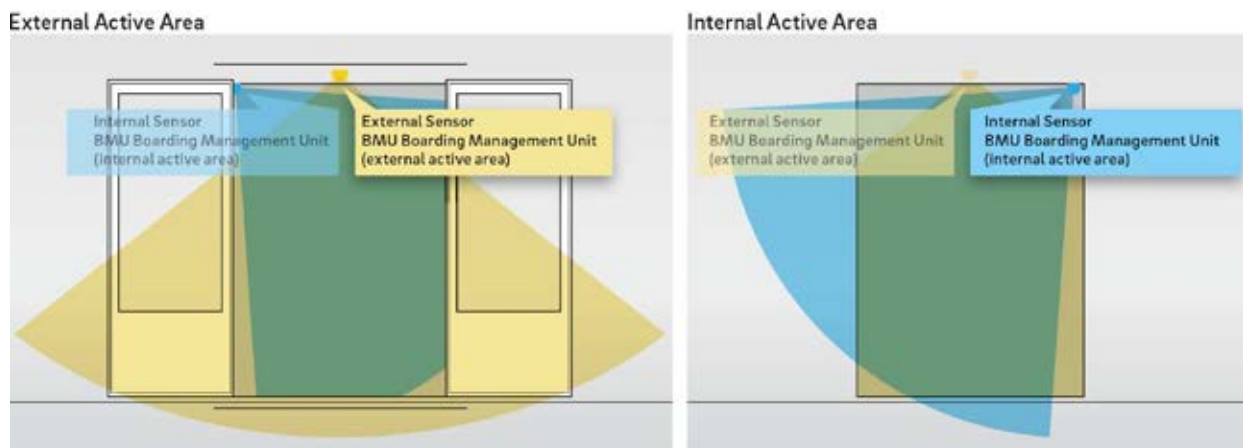 External Active Area
Internal Sensor
BMU Boarding Management Unit
(internal active area)
External Sensor
BMU Boarding Management Unit
(external active area)
Internal Active Area
External Sensor
BMU Boarding Management Unit
(external active area)
Internal Sensor
BMU Boarding Management Unit
(internal active area)